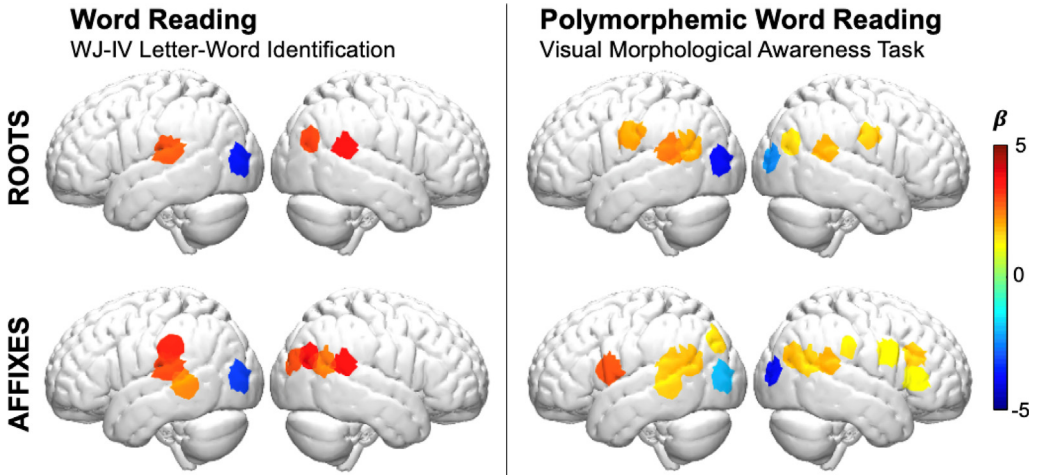 Word Reading
WJ-IV Letter-Word Identification
Polymorphemic Word Reading
Visual Morphological Awareness Task
ROOTS
AFFIXES
β
5
0
-5